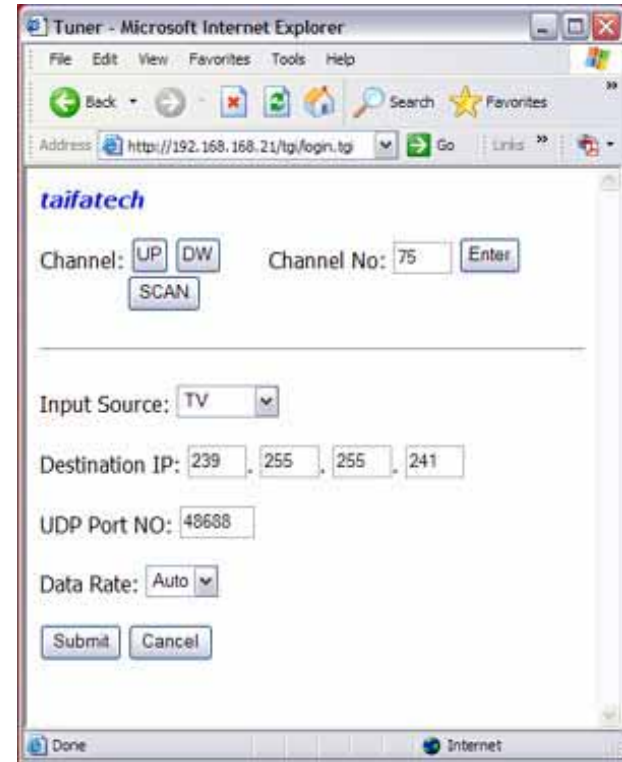 Tuner - Microsoft Internet Explorer
File Edit View Favorites Tools Help
Back Search Favorites »
Address http://192.168.168.21/tgi/login.tgi Go Links »
taifatech
Channel: UP DW Channel No: 75 Enter
SCAN
Input Source: TV
Destination IP: 239 . 255 . 255 . 241
UDP Port NO: 48688
Data Rate: Auto
Submit Cancel
Done Internet